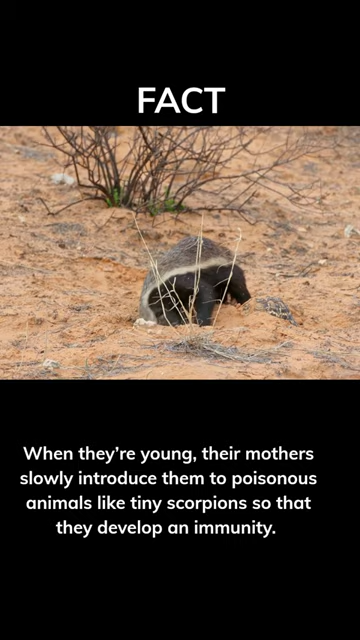 FACT
When they’re young, their mothers
slowly introduce them to poisonous
animals like tiny scorpions so that
they develop an immunity.